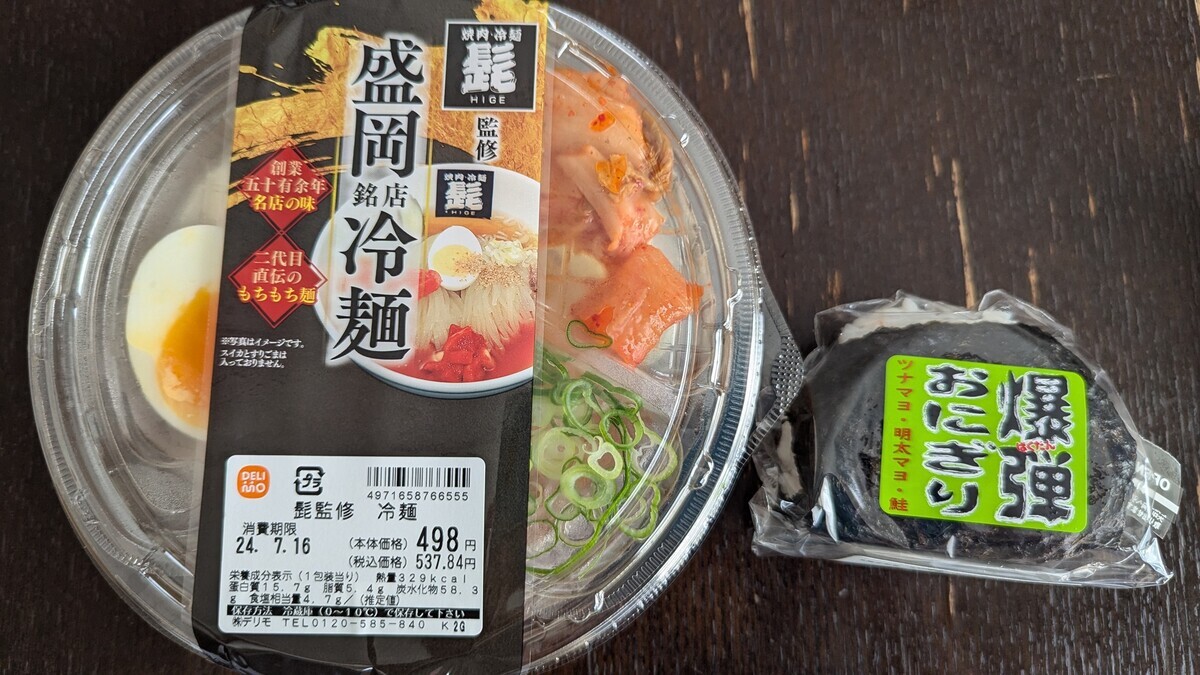 焼肉・冷麺
髭
HIGE
監修
盛岡
銘店
冷麺
創業
五十有余年
名店の味
二代目
直伝の
もちもち麺
焼肉・冷麺
髭
HIGE
※写真はイメージです。
スイカとすりごまは
入っておりません。
DELI
MO
プラ
4971658766555
髭監修 冷麺
消費期限
24. 7.16
(本体価格) 498円
(税込価格) 537.84円
栄養成分表示(1包装当り) 熱量329kcal
蛋白質15.7g 脂質5.4g 炭水化物58.3
g 食塩相当量4.7g/(推定値)
保存方法 冷蔵庫(0〜10℃)で保存して下さい
㈱デリモ TEL0120-585-840 K2G
爆弾
ばくだん
おにぎり
ツナマヨ・明太マヨ・鮭